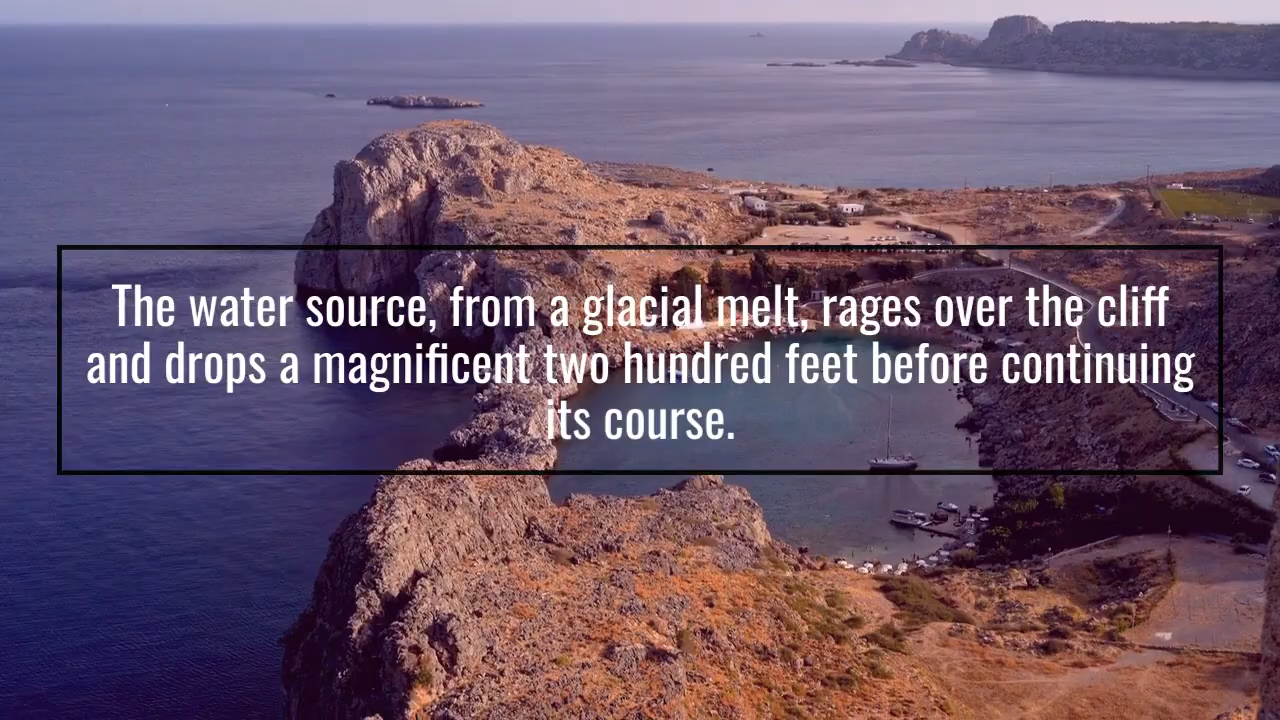 The water source, from a glacial melt, rages over the cliff
and drops a magnificent two hundred feet before continuing
its course.